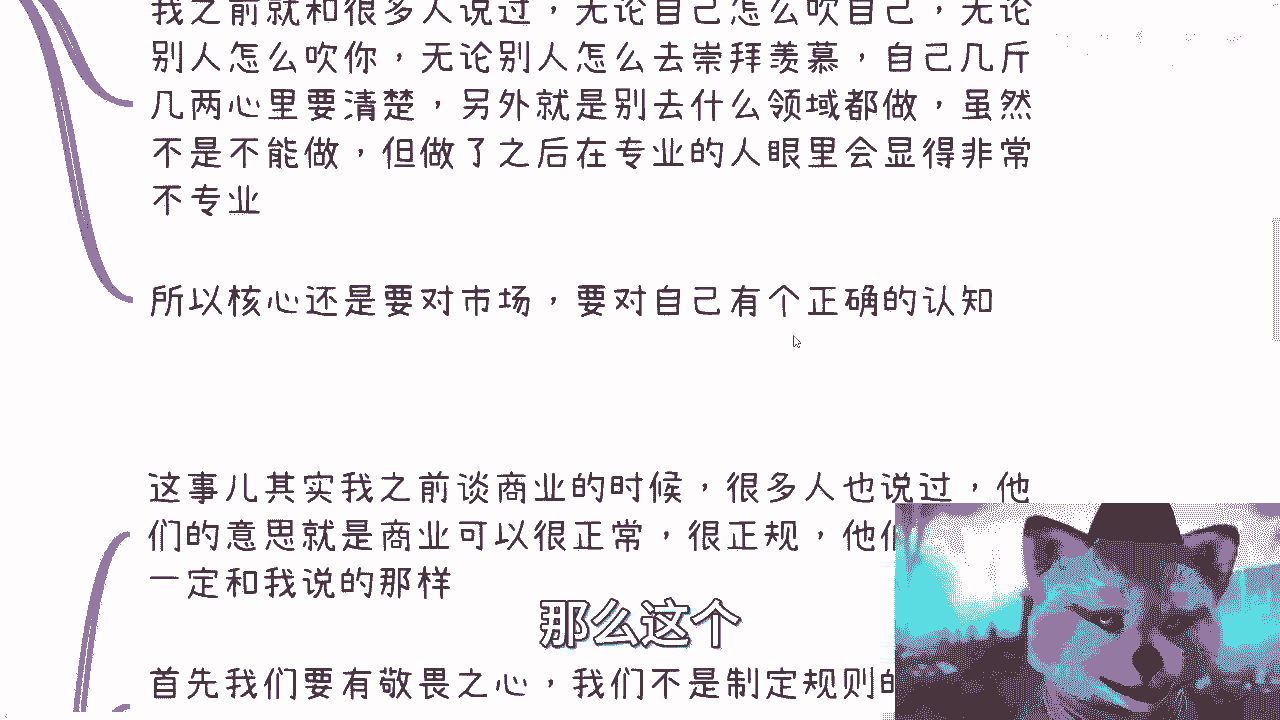 我之前就和很多人说过，无论自己怎么吹自己，无论
别人怎么吹你，无论别人怎么去崇拜羡慕，自己几斤
几两心里要清楚，另外就是别去什么领域都做，虽然
不是不能做，但做了之后在专业的人眼里会显得非常
不专业
所以核心还是要对市场，要对自己有个正确的认知
这事儿其实我之前谈商业的时候，很多人也说过，他
们的意思就是商业可以很正常，很正规，他们
一定和我说的那样
那么这个
首先我们要有敬畏之心，我们不是制定规则的